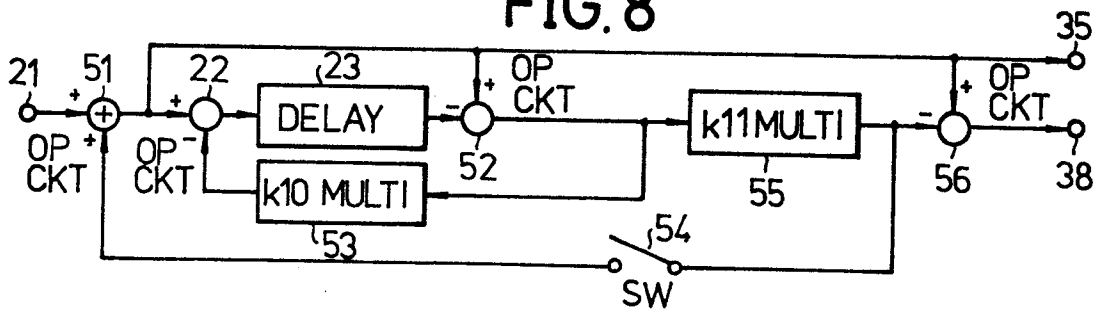 FIG. 8
35
21
51
22
23
OP
CKT
OP
CKT
DELAY
k11 MULTI
OP
CKT
OP
CKT
52
55
56
38
k10 MULTI
53
54
SW